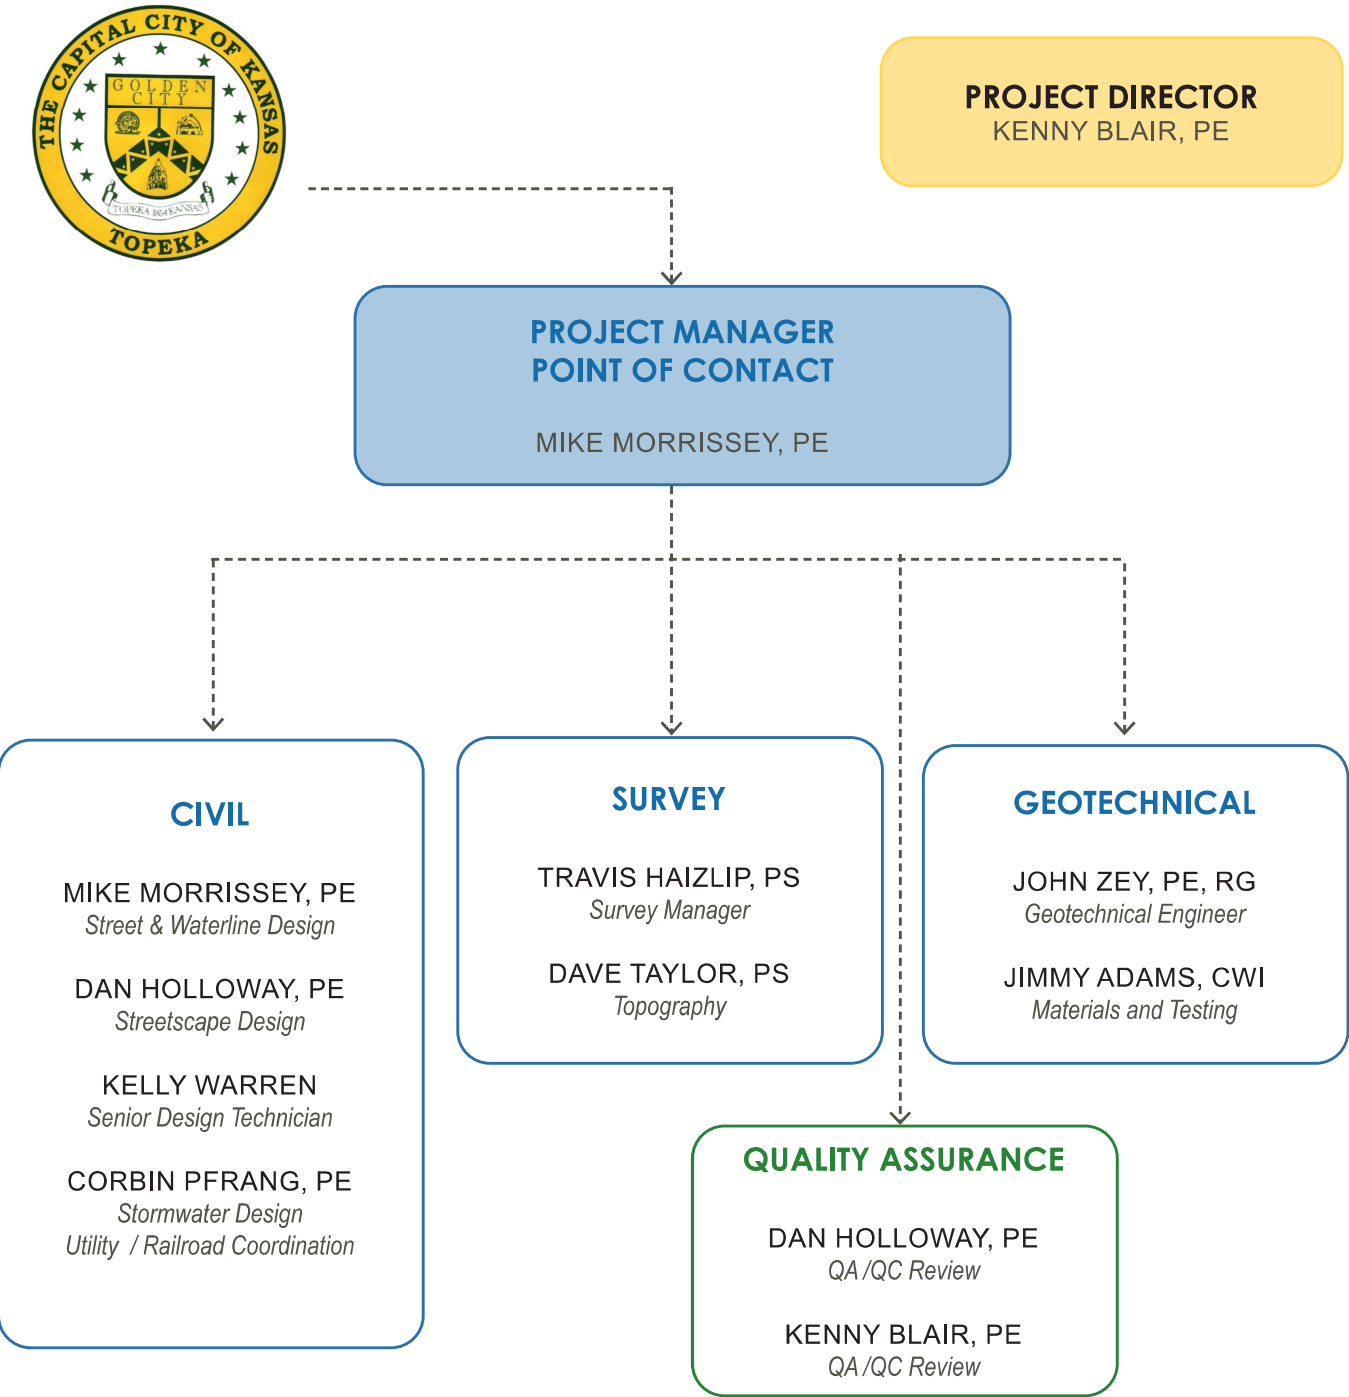 THE CAPITAL CITY OF KANSAS
GOLDEN
CITY
TOPEKA 1854 KANSAS
TOPEKA
PROJECT DIRECTOR
KENNY BLAIR, PE
PROJECT MANAGER
POINT OF CONTACT
MIKE MORRISSEY, PE
CIVIL
MIKE MORRISSEY, PE
Street & Waterline Design
DAN HOLLOWAY, PE
Streetscape Design
KELLY WARREN
Senior Design Technician
CORBIN PFRANG, PE
Stormwater Design
Utility / Railroad Coordination
SURVEY
TRAVIS HAIZLIP, PS
Survey Manager
DAVE TAYLOR, PS
Topography
GEOTECHNICAL
JOHN ZEY, PE, RG
Geotechnical Engineer
JIMMY ADAMS, CWI
Materials and Testing
QUALITY ASSURANCE
DAN HOLLOWAY, PE
QA /QC Review
KENNY BLAIR, PE
QA /QC Review